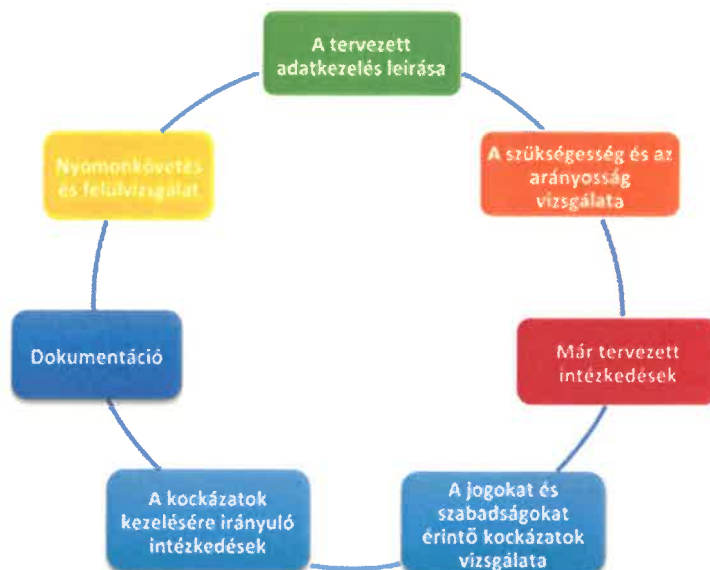 A tervezett
adatkezelés leírása
A szükségesség és az
arányosság
vizsgálata
Már tervezett
intézkedések
A jogokat és
szabadságokat
érintő kockázatok
vizsgálata
A kockázatok
kezelésére irányuló
intézkedések
Dokumentáció
Nyomonkövetés
és felülvizsgálat